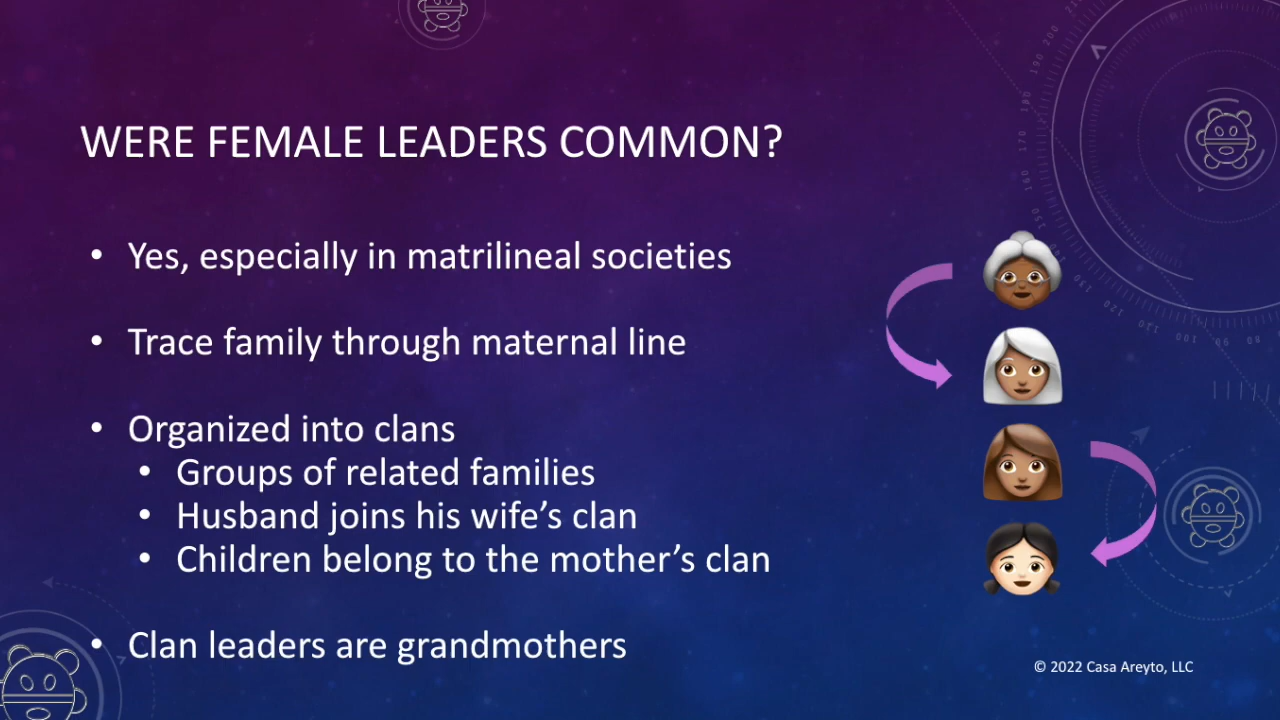 WERE FEMALE LEADERS COMMON?
• Yes, especially in matrilineal societies
• Trace family through maternal line
• Organized into clans
• Groups of related families
• Husband joins his wife’s clan
• Children belong to the mother’s clan
• Clan leaders are grandmothers
© 2022 Casa Areyto, LLC